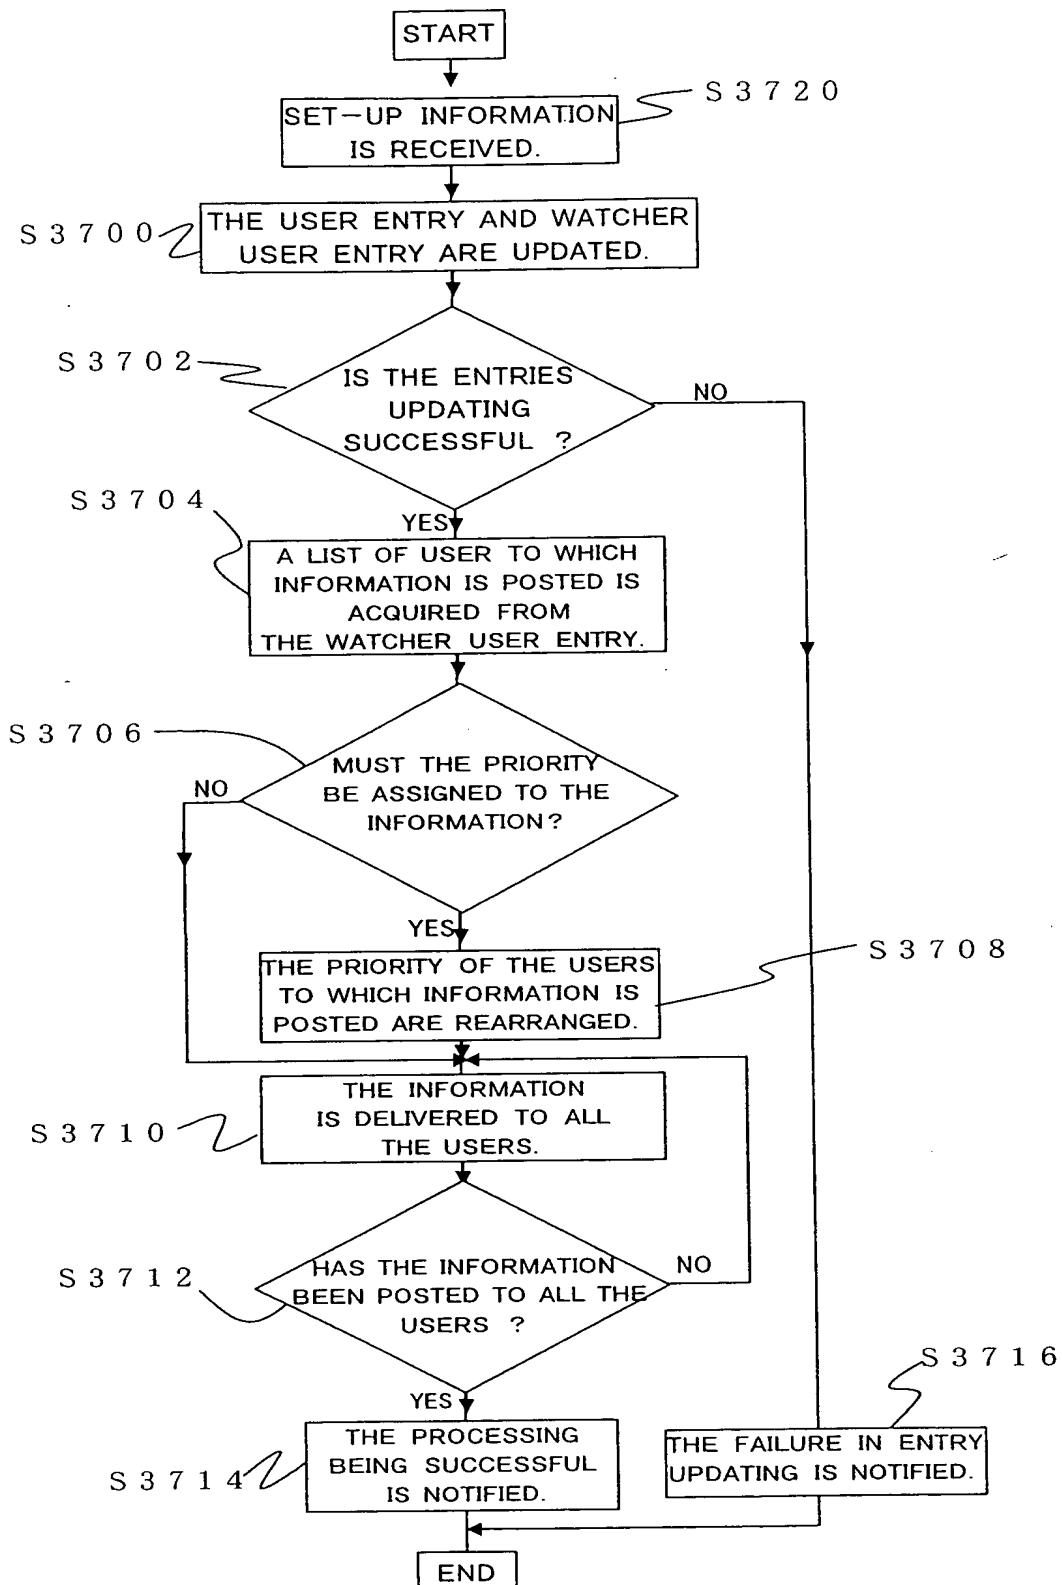 START
S3720
SET-UP INFORMATION
IS RECEIVED.
S3700
THE USER ENTRY AND WATCHER
USER ENTRY ARE UPDATED.
S3702
IS THE ENTRIES
UPDATING
SUCCESSFUL ?
NO
S3704
YES
A LIST OF USER TO WHICH
INFORMATION IS POSTED IS
ACQUIRED FROM
THE WATCHER USER ENTRY.
S3706
MUST THE PRIORITY
BE ASSIGNED TO THE
INFORMATION?
NO
YES
S3708
THE PRIORITY OF THE USERS
TO WHICH INFORMATION IS
POSTED ARE REARRANGED.
S3710
THE INFORMATION
IS DELIVERED TO ALL
THE USERS.
S3712
HAS THE INFORMATION
BEEN POSTED TO ALL THE
USERS ?
NO
S3716
YES
THE PROCESSING
BEING SUCCESSFUL
IS NOTIFIED.
S3714
THE FAILURE IN ENTRY
UPDATING IS NOTIFIED.
END